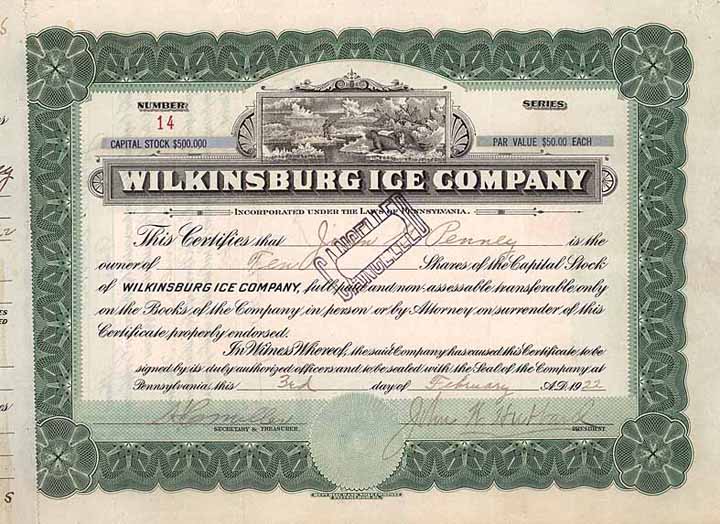 NUMBER
14
SERIES
CAPITAL STOCK $500.000
PAR VALUE $50.00 EACH
WILKINSBURG ICE COMPANY
INCORPORATED UNDER THE LAWS OF PENNSYLVANIA.
This Certifies that John Penney is the
owner of Ten Shares of the Capital Stock
CANCELLED
CANCELLED
of WILKINSBURG ICE COMPANY, full paid and non-assessable transferable only
on the Books of the Company, in person or by Attorney on surrender of this
Certificate properly endorsed.
In Witness Whereof, the said Company has caused this Certificate to be
signed by its duly authorized officers and to be sealed with the Seal of the Company at
Pennsylvania this 3rd day of February A.D. 1922
John
SECRETARY & TREASURER.
PRESIDENT